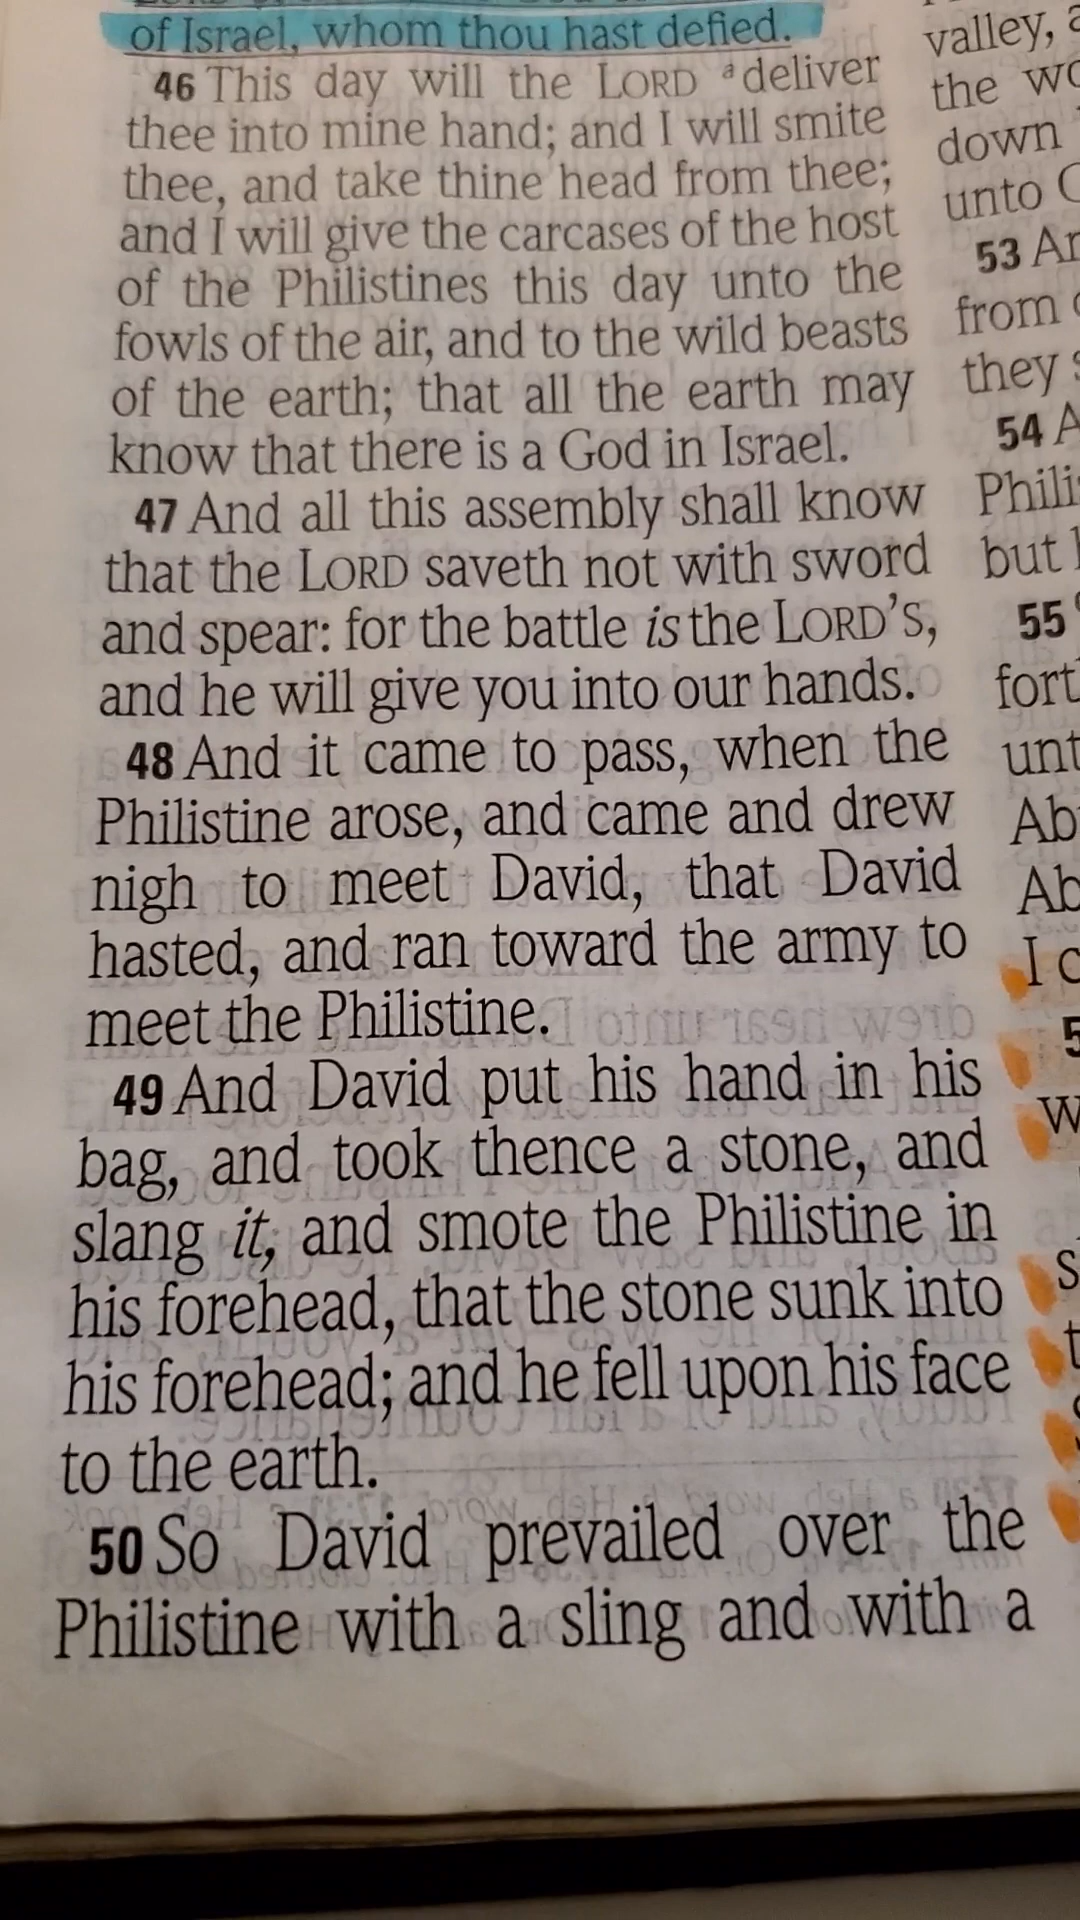 of Israel, whom thou hast defied.
46 This day will the LORD a deliver
thee into mine hand; and I will smite
thee, and take thine head from thee;
and I will give the carcases of the host
of the Philistines this day unto the
fowls of the air, and to the wild beasts
of the earth; that all the earth may
know that there is a God in Israel.
47 And all this assembly shall know
that the LORD saveth not with sword
and spear: for the battle is the LORD'S,
and he will give you into our hands.
48 And it came to pass, when the
Philistine arose, and came and drew
nigh to meet David, that David
hasted, and ran toward the army to
meet the Philistine.
49 And David put his hand in his
bag, and took thence a stone, and
slang it, and smote the Philistine in
his forehead, that the stone sunk into
his forehead; and he fell upon his face
to the earth.
50 So David prevailed over the
Philistine with a sling and with a
valley,
the
down
unto
53
from
they
54
but
55
I